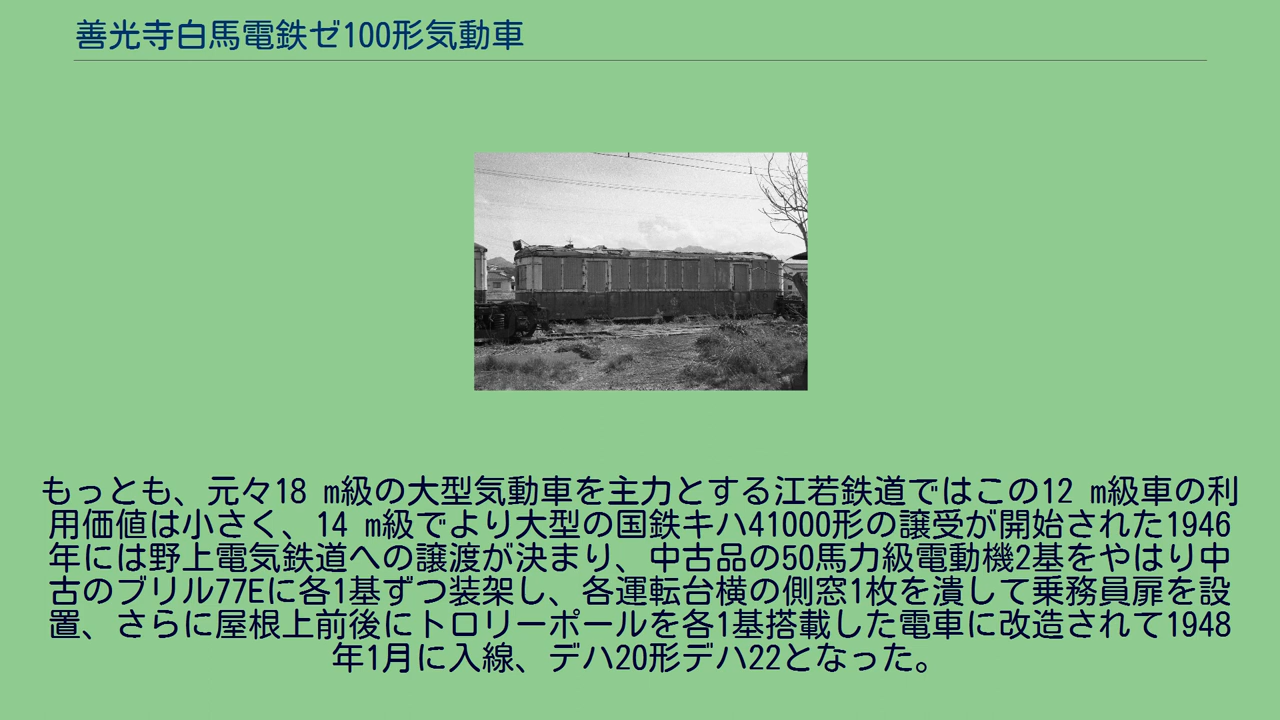 善光寺白馬電鉄ゼ100形気動車
もっとも、元々18 m級の大型気動車を主力とする江若鉄道ではこの12 m級車の利
用価値は小さく、14 m級でより大型の国鉄キハ41000形の譲受が開始された1946
年には野上電気鉄道への譲渡が決まり、中古品の50馬力級電動機2基をやはり中
古のブリル77Eに各1基ずつ装架し、各運転台横の側窓1枚を潰して乗務員扉を設
置、さらに屋根上前後にトロリーポールを各1基搭載した電車に改造されて1948
年1月に入線、デハ20形デハ22となった。